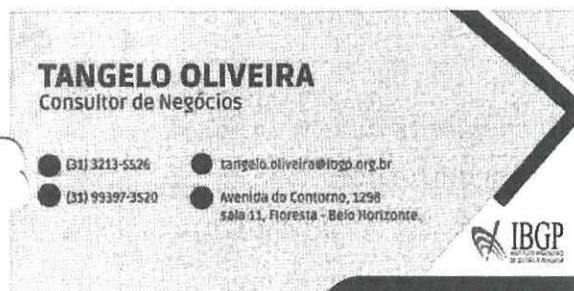 TANGELO OLIVEIRA
Consultor de Negócios
(31) 3213-5526
(31) 99397-3520
tangelo.oliveira@ibgp.org.br
Avenida do Contorno, 1298
sala 11, Floresta - Belo Horizonte
IBGP